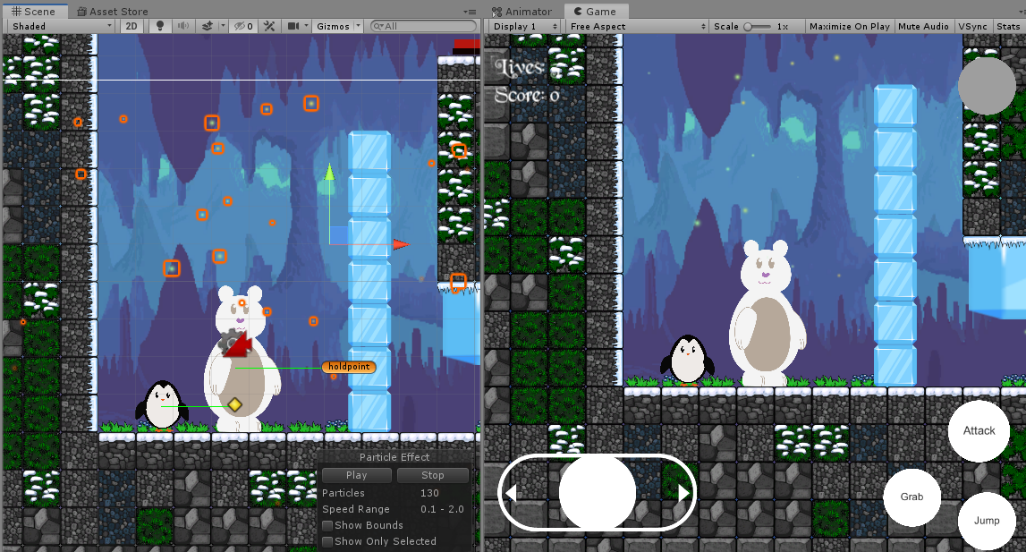 Scene Asset Store
Shaded 2D 0 Gizmos All
holdpoint
Particle Effect
Play Stop
Particles 130
Speed Range 0.1 - 2.0
Show Bounds
Show Only Selected
Animator Game
Display 1 Free Aspect Scale 1x Maximize On Play Mute Audio VSync Stats
Lives:
Score: 0
Attack
Grab
Jump